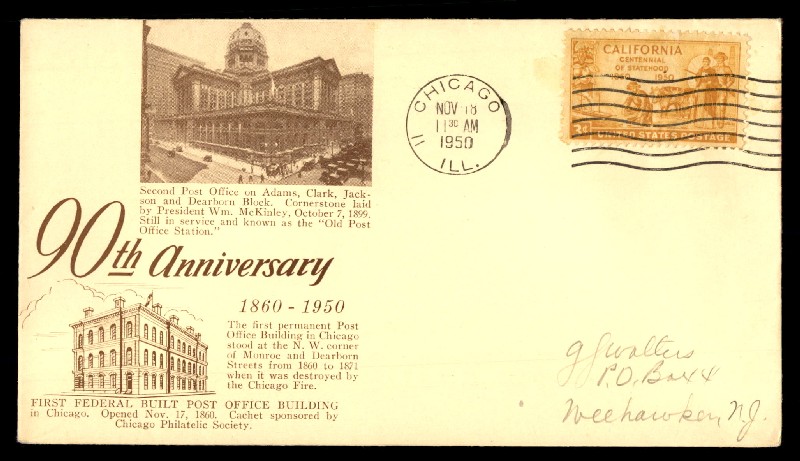 Second Post Office on Adams, Clark, Jack-
son and Dearborn Block. Cornerstone laid
by President Wm. McKinley, October 7, 1899.
Still in service and known as the "Old Post
Office Station."
90th Anniversary
1860 - 1950
The first permanent Post
Office Building in Chicago
stood at the N. W. corner
of Monroe and Dearborn
Streets from 1860 to 1871
when it was destroyed by
the Chicago Fire.
FIRST FEDERAL BUILT POST OFFICE BUILDING
in Chicago. Opened Nov. 17, 1860. Cachet sponsored by
Chicago Philatelic Society.
CHICAGO
NOV 18
11 30 AM
1950
11 ILL.
CALIFORNIA
CENTENNIAL
OF STATEHOOD
1850 1950
3¢ UNITED STATES POSTAGE
G J Walters
P.O. Box 4
Weehawken, N.J.